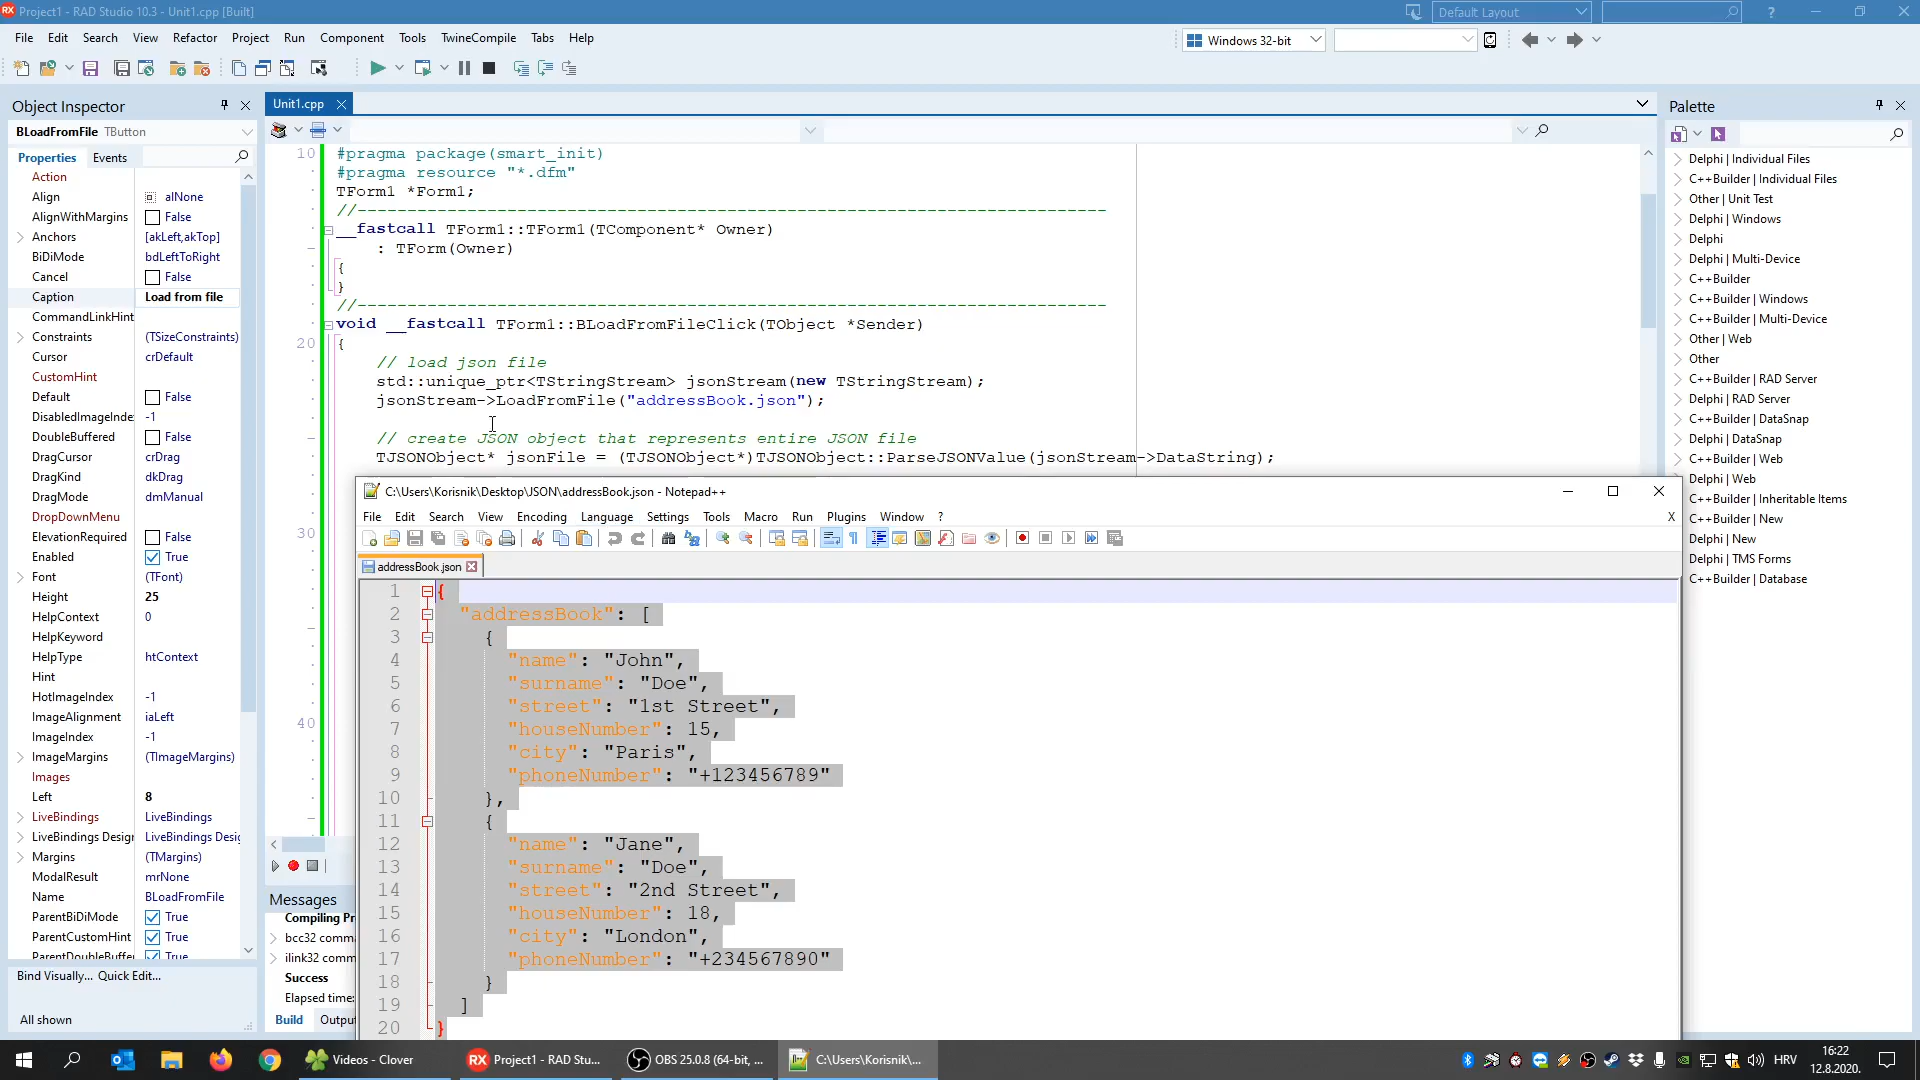 Project1 - RAD Studio 10.3 - Unit1.cpp [Built]
Default Layout
File Edit Search View Refactor Project Run Component Tools TwineCompile Tabs Help
Windows 32-bit
Object Inspector
BLoadFromFile TButton
Properties Events
Action
Align alNone
AlignWithMargins False
Anchors [akLeft,akTop]
BiDiMode bdLeftToRight
Cancel False
Caption Load from file
CommandLinkHint
Constraints (TSizeConstraints)
Cursor crDefault
CustomHint
Default False
DisabledImageInde -1
DoubleBuffered False
DragCursor crDrag
DragKind dkDrag
DragMode dmManual
DropDownMenu
ElevationRequired False
Enabled True
Font (TFont)
Height 25
HelpContext 0
HelpKeyword
HelpType htContext
Hint
HotImageIndex -1
ImageAlignment iaLeft
ImageIndex -1
ImageMargins (TImageMargins)
Images
Left 8
LiveBindings LiveBindings
LiveBindings Design LiveBindings Desig
Margins (TMargins)
ModalResult mrNone
Name BLoadFromFile
ParentBiDiMode True
ParentCustomHint True
ParentDoubleBuffer True
Bind Visually... Quick Edit...
All shown
Unit1.cpp
10 #pragma package(smart_init)
#pragma resource "*.dfm"
TForm1 *Form1;
//---------------------------------------------------------------------------
__fastcall TForm1::TForm1(TComponent* Owner)
: TForm(Owner)
{
}
//---------------------------------------------------------------------------
void __fastcall TForm1::BLoadFromFileClick(TObject *Sender)
20 {
// load json file
std::unique_ptr<TStringStream> jsonStream(new TStringStream);
jsonStream->LoadFromFile("addressBook.json");
// create JSON object that represents entire JSON file
TJSONObject* jsonFile = (TJSONObject*)TJSONObject::ParseJSONValue(jsonStream->DataString);
30
40
Messages
Compiling Pr
bcc32 comma
ilink32 comm
Success
Elapsed time:
Build Output
Palette
Delphi | Individual Files
C++Builder | Individual Files
Other | Unit Test
Delphi | Windows
Delphi
Delphi | Multi-Device
C++Builder
C++Builder | Windows
C++Builder | Multi-Device
Other | Web
Other
C++Builder | RAD Server
Delphi | RAD Server
C++Builder | DataSnap
Delphi | DataSnap
C++Builder | Web
Delphi | Web
C++Builder | Inheritable Items
C++Builder | New
Delphi | New
Delphi | TMS Forms
C++Builder | Database
C:\Users\Korisnik\Desktop\JSON\addressBook.json - Notepad++
File Edit Search View Encoding Language Settings Tools Macro Run Plugins Window ? X
addressBook.json
1 {
2 "addressBook": [
3 {
4 "name": "John",
5 "surname": "Doe",
6 "street": "1st Street",
7 "houseNumber": 15,
8 "city": "Paris",
9 "phoneNumber": "+123456789"
10 },
11 {
12 "name": "Jane",
13 "surname": "Doe",
14 "street": "2nd Street",
15 "houseNumber": 18,
16 "city": "London",
17 "phoneNumber": "+234567890"
18 }
19 ]
20 }
Videos - Clover
Project1 - RAD Stu...
OBS 25.0.8 (64-bit, ...
C:\Users\Korisnik\...
HRV
16:22
12.8.2020.